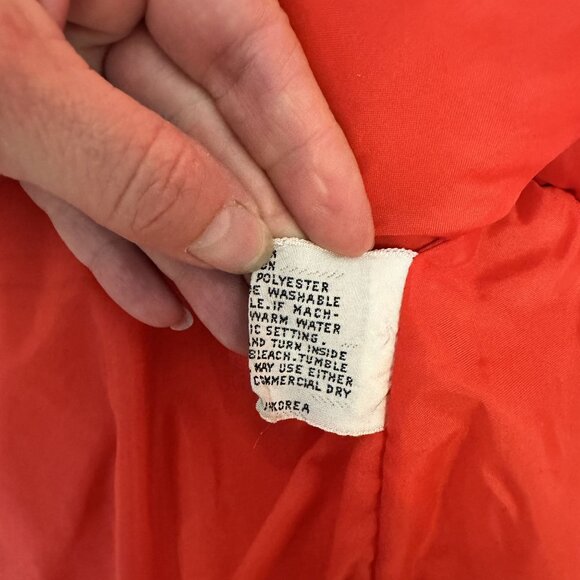 POLYESTER
E WASHABLE
LE. IF MACH-
WARM WATER
IC SETTING.
ND TURN INSIDE
BLEACH. TUMBLE
MAY USE EITHER
COMMERCIAL DRY
KOREA